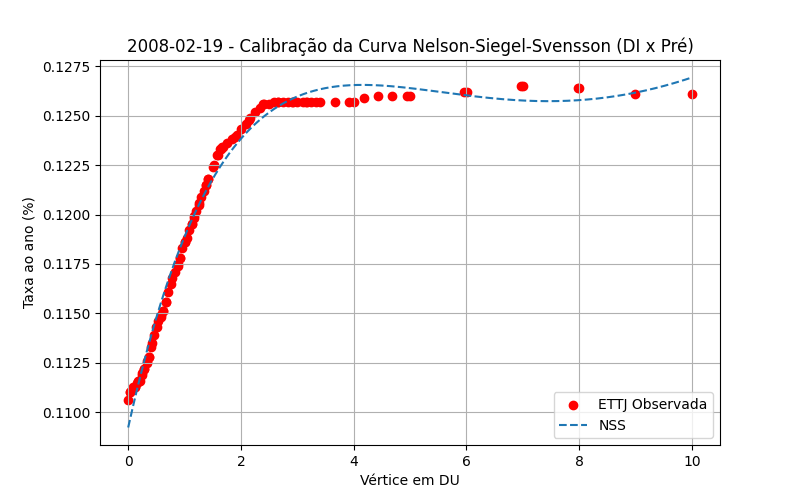 2008-02-19 - Calibração da Curva Nelson-Siegel-Svensson (DI x Pré)
0.1275
0.1250
0.1225
0.1200
0.1175
0.1150
0.1125
0.1100
Taxa ao ano (%)
ETTJ Observada
NSS
0 2 4 6 8 10
Vértice em DU